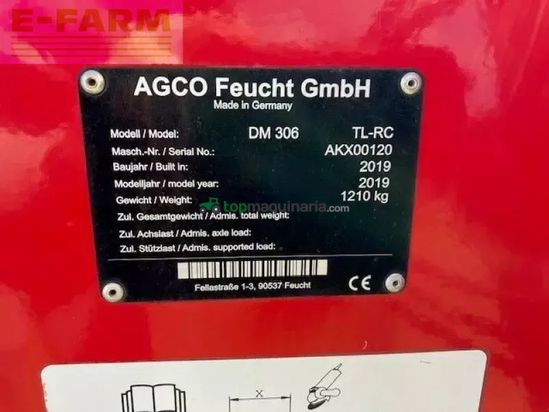 E-FARM
AGCO Feucht GmbH
Made in Germany
Modell / Model: DM 306 TL-RC
Masch.-Nr. / Serial No.: AKX00120
Baujahr / Built in: 2019
Modelljahr / model year: 2019
Gewicht / Weight: 1210 kg
topmaquinaria.com
Zul. Gesamtgewicht / Admis. total weight:
Zul. Achslast / Admis. axle load:
Zul. Stützlast / Admis. supported load:
Fellastraße 1-3, 90537 Feucht
CE
X